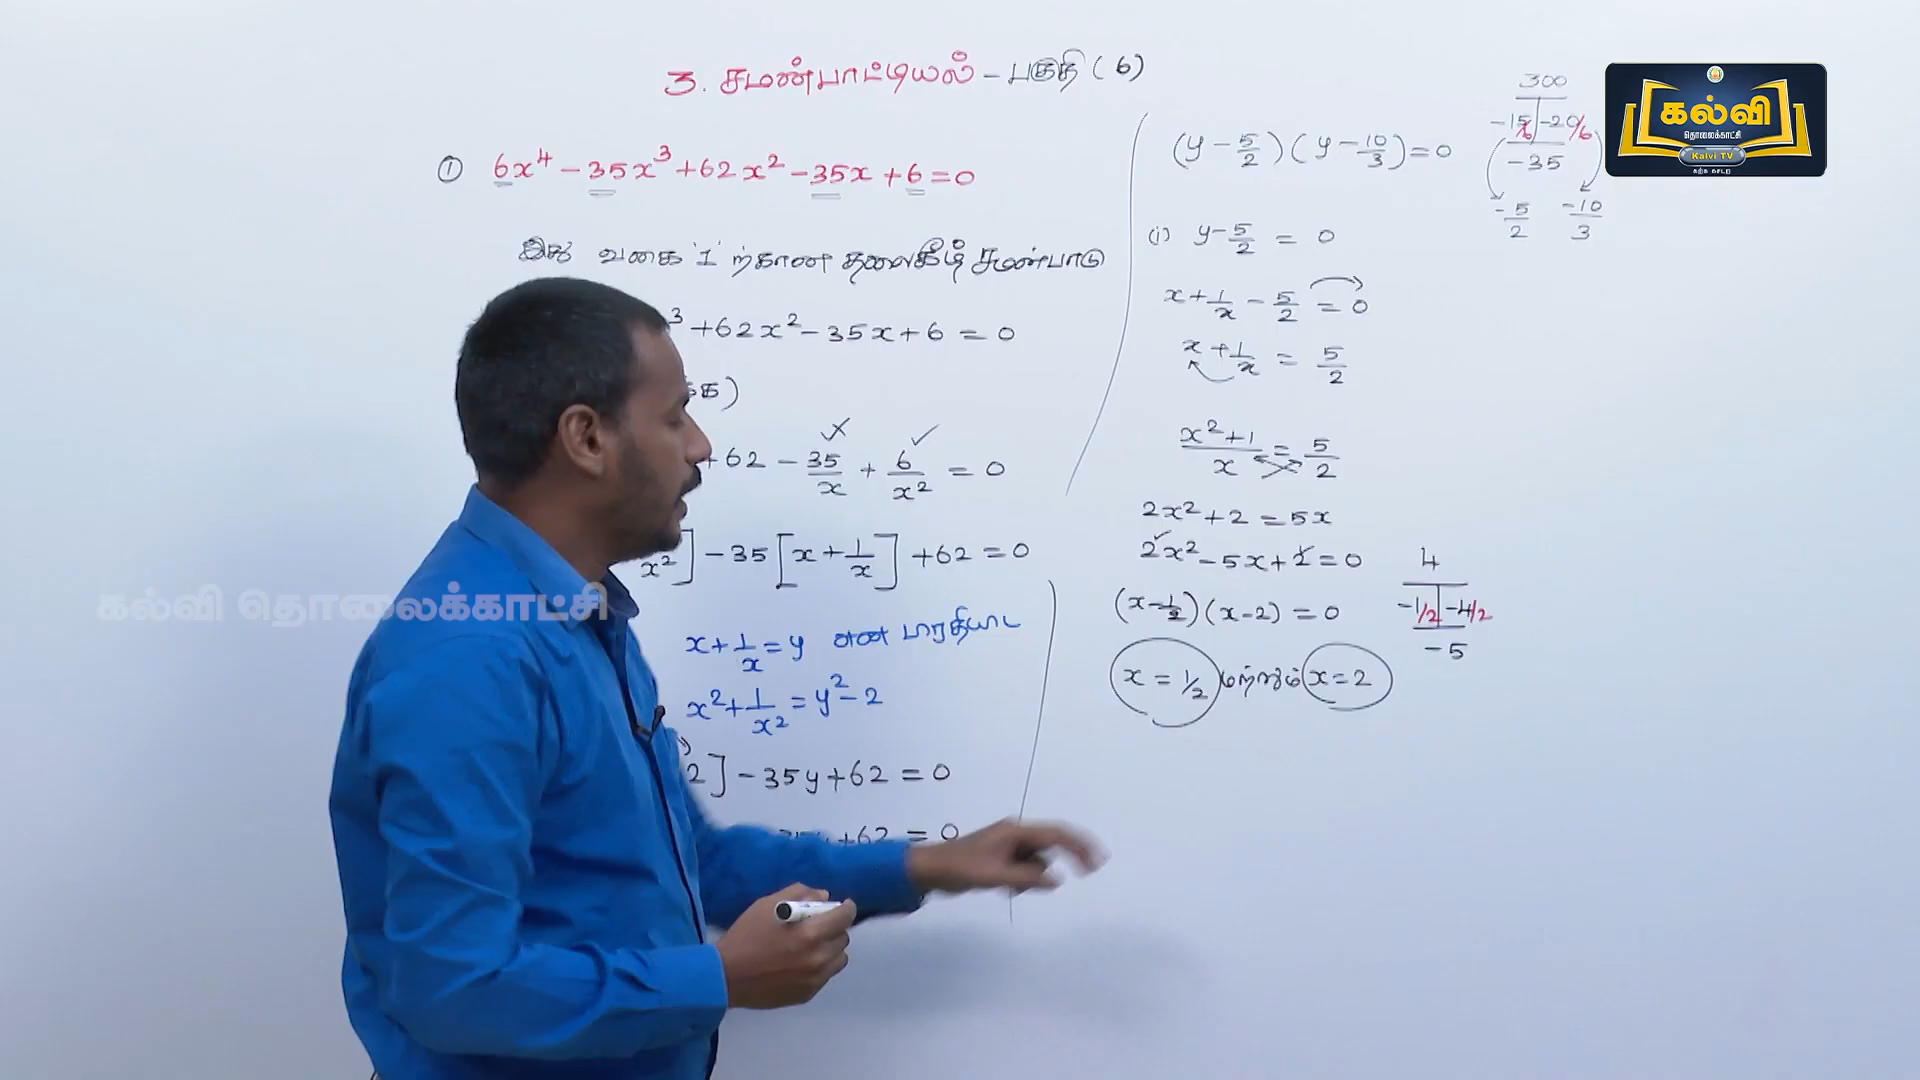 3. சமன்பாட்டியல் – பகுதி (6)
① 6x⁴ – 35x³ + 62x² – 35x + 6 = 0
இது வகை '1' ற்கான தலைகீழ் சமன்பாடு
³ + 62x² – 35x + 6 = 0
+ 62 – 35/x + 6/x² = 0
x²] – 35[x + 1/x] + 62 = 0
x + 1/x = y என
x² + 1/x² = y² – 2
2] – 35y + 62 = 0
+ 62 = 0
(y – 5/2)(y – 10/3) = 0
300
-15/6 | -20/6
-35
-5/2 -10/3
(i) y – 5/2 = 0
x + 1/x – 5/2 = 0
x + 1/x = 5/2
x² + 1/x = 5/2
2x² + 2 = 5x
2x² – 5x + 2 = 0
4
-1/2 | -4/2
-5
(x – 1/2)(x – 2) = 0
x = 1/2 மற்றும் x = 2
கல்வி
தொலைக்காட்சி
Kalvi TV
கற்க கசடற
கல்வி தொலைக்காட்சி